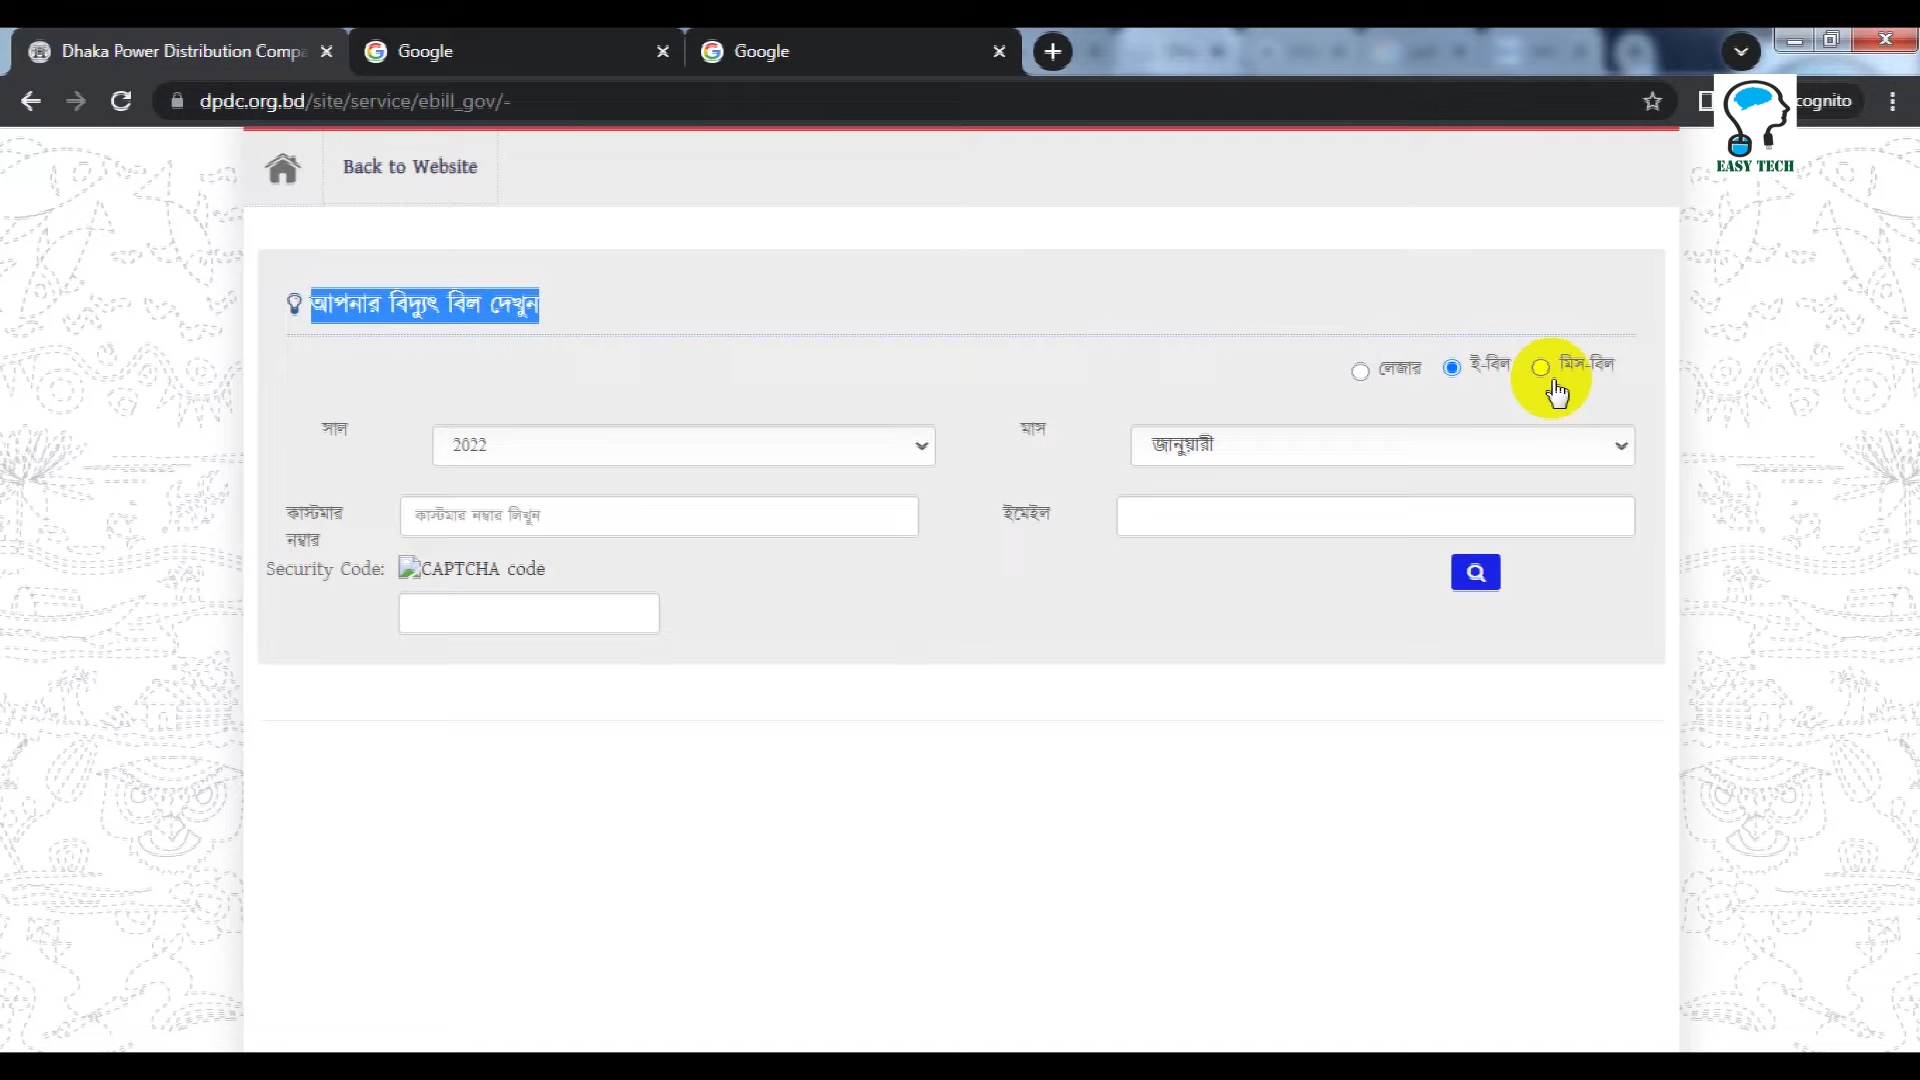 Dhaka Power Distribution Compa
Google
Google
dpdc.org.bd/site/service/ebill_gov/-
cognito
EASY TECH
Back to Website
আপনার বিদ্যুৎ বিল দেখুন
লেজার ই-বিল মিস-বিল
সাল 2022 মাস জানুয়ারী
কাস্টমার নম্বার কাস্টমার নম্বার লিখুন ইমেইল
Security Code: CAPTCHA code